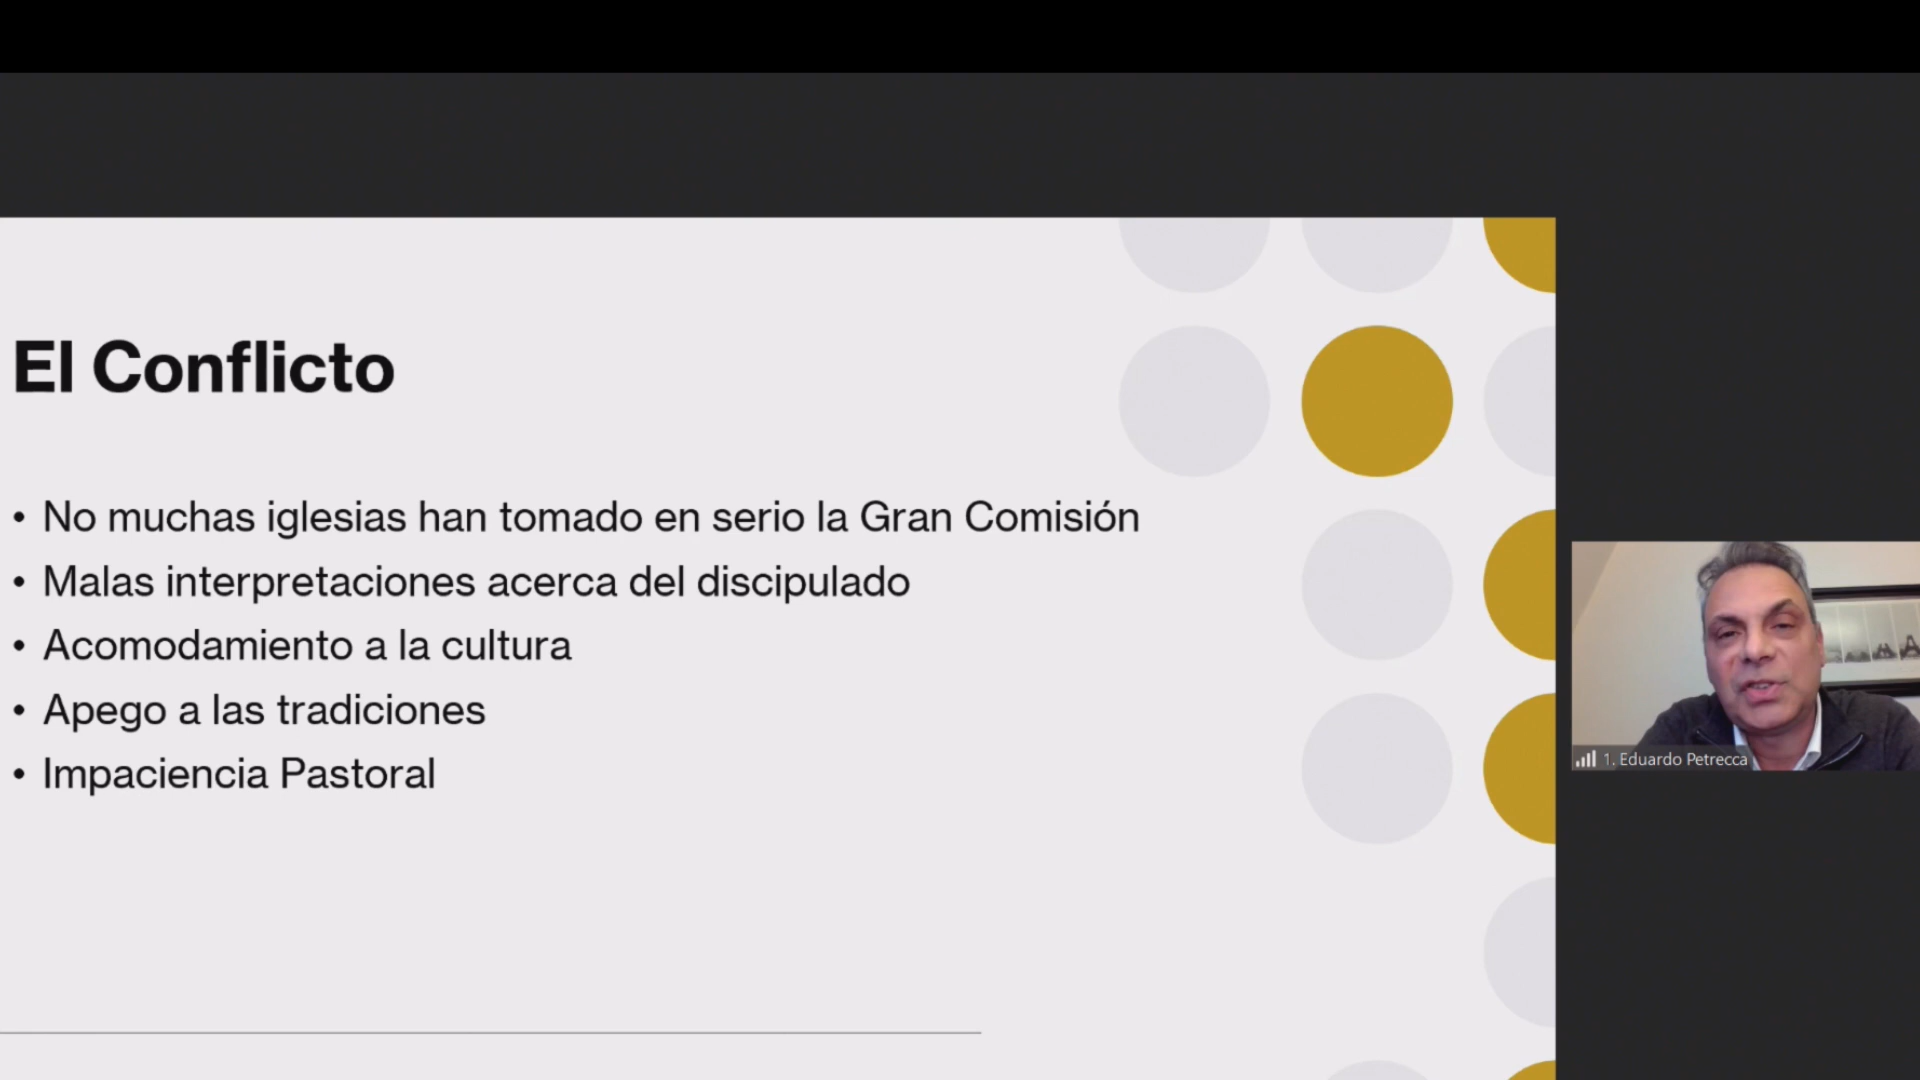 El Conflicto
• No muchas iglesias han tomado en serio la Gran Comisión
• Malas interpretaciones acerca del discipulado
• Acomodamiento a la cultura
• Apego a las tradiciones
• Impaciencia Pastoral
1. Eduardo Petrecca